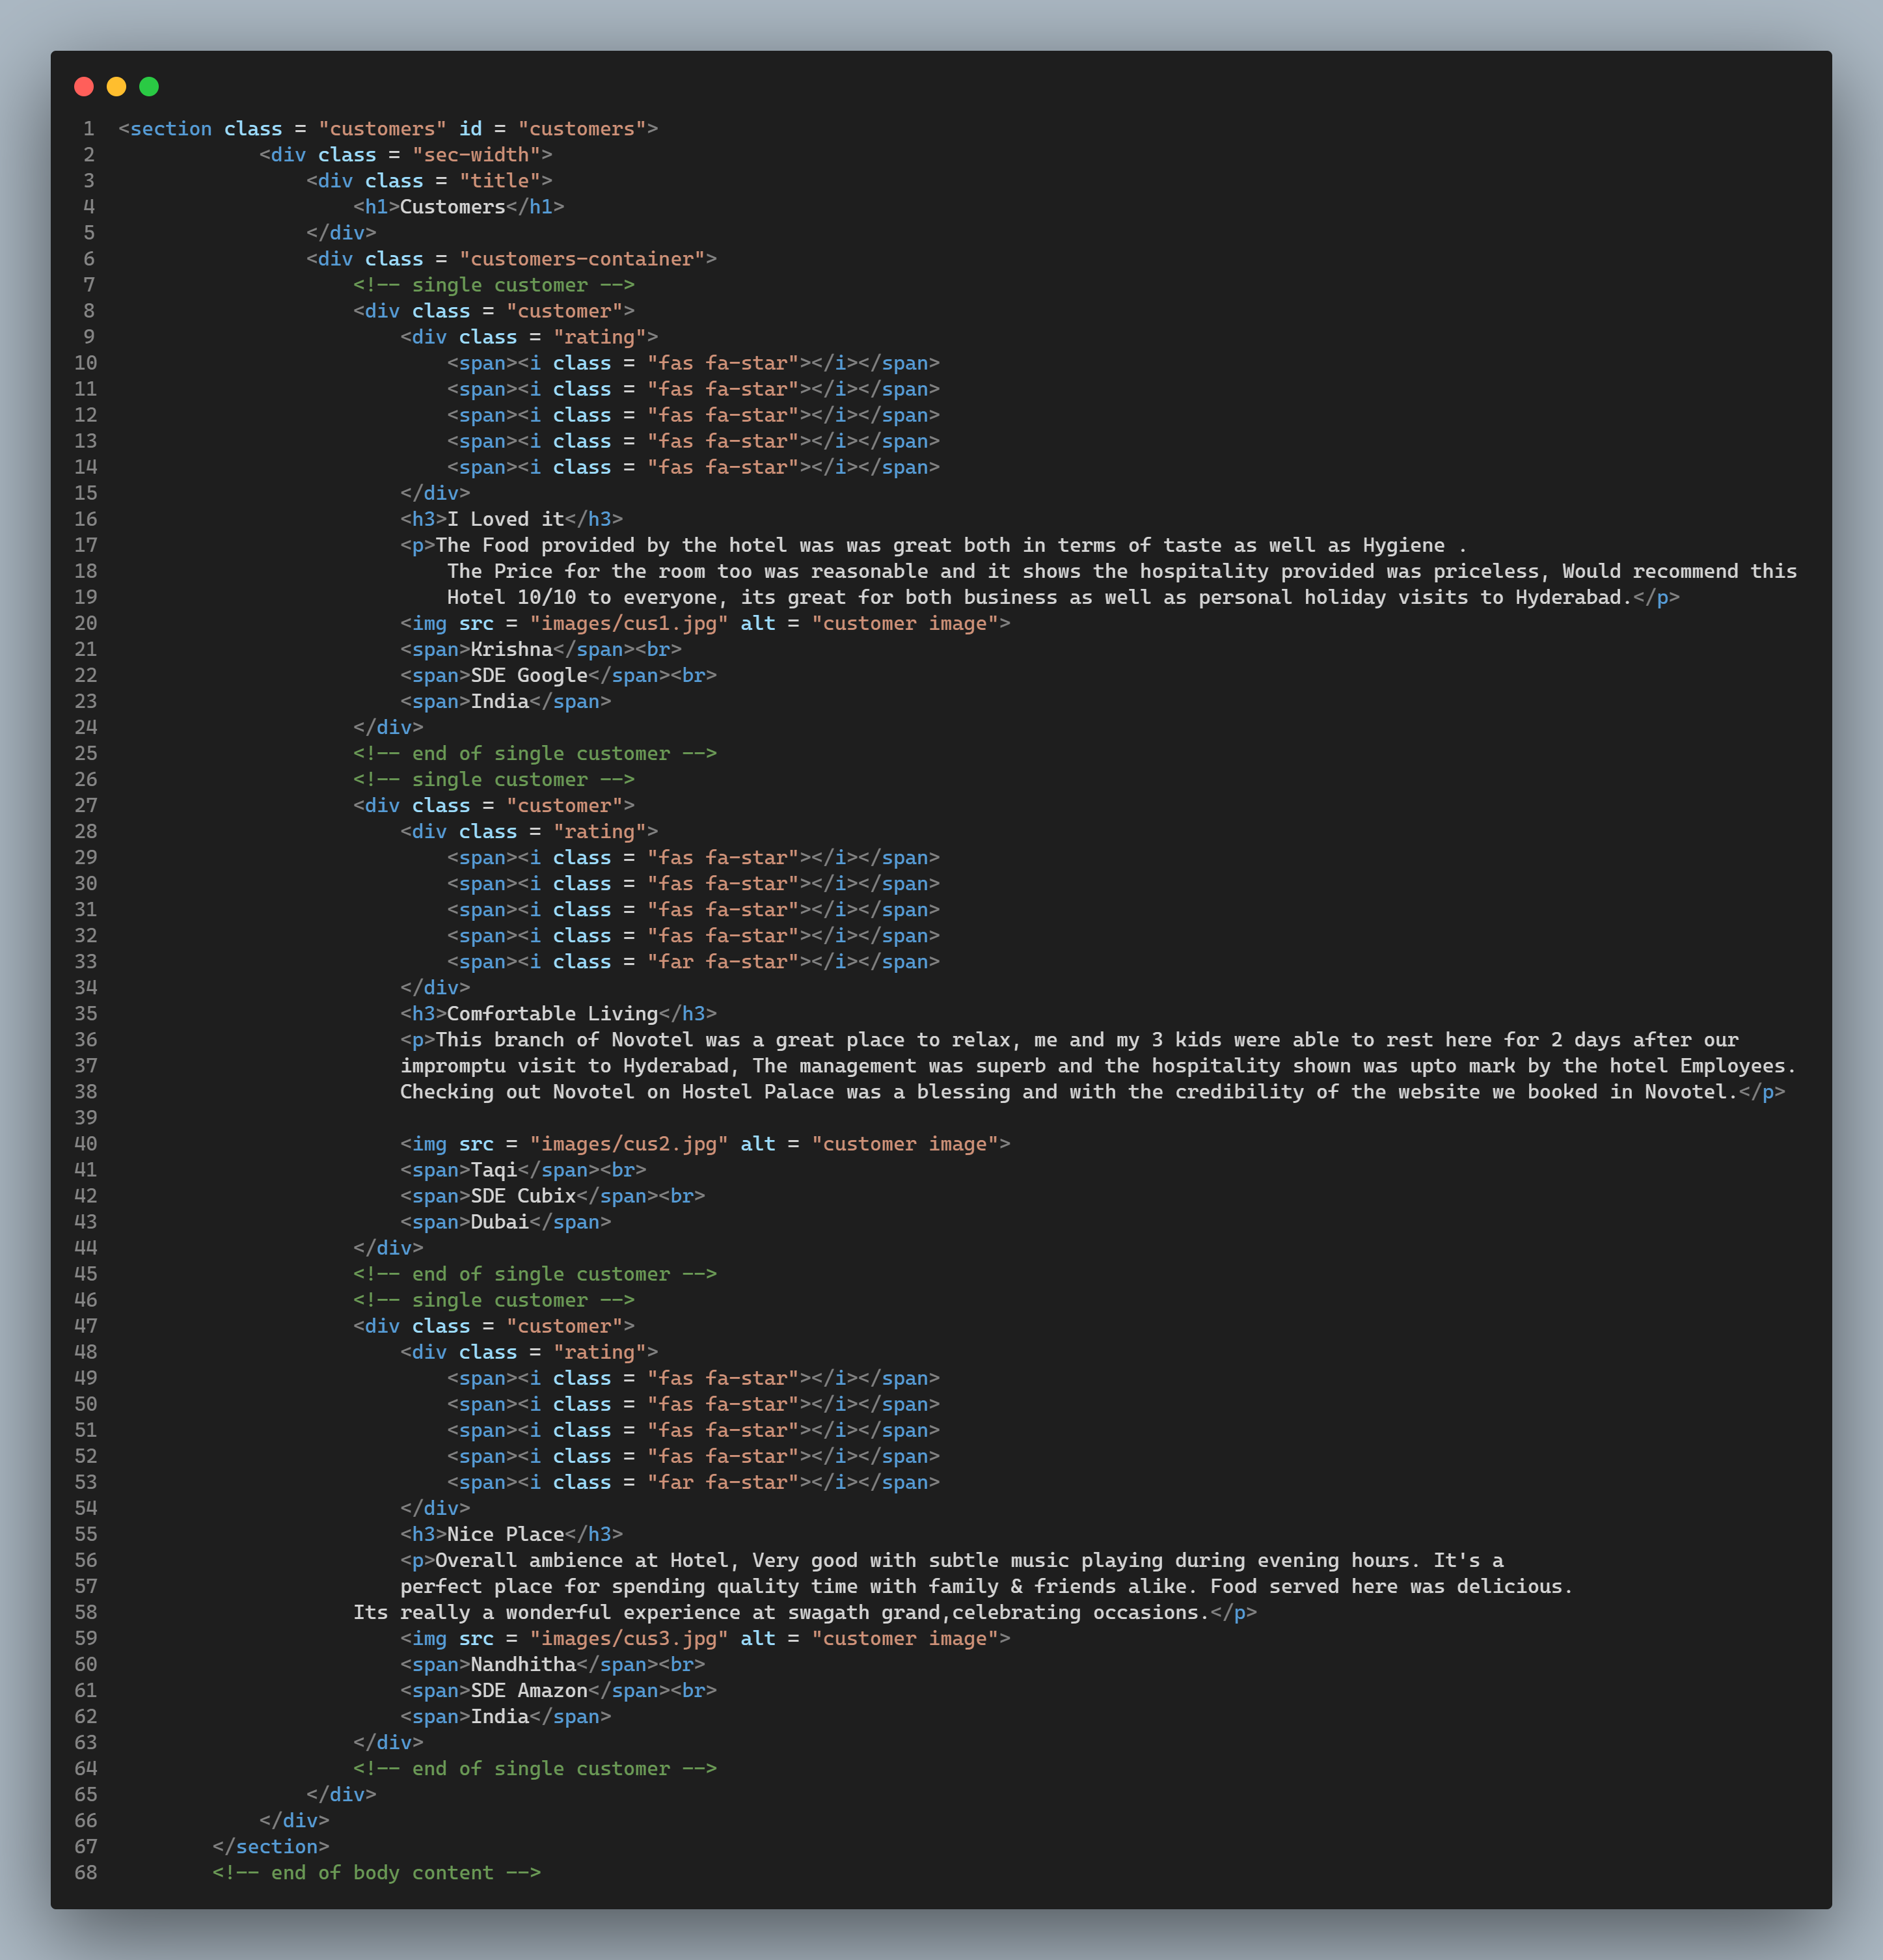 1 <section class = "customers" id = "customers">
2             <div class = "sec-width">
3                 <div class = "title">
4                     <h1>Customers</h1>
5                 </div>
6                 <div class = "customers-container">
7                     <!-- single customer -->
8                     <div class = "customer">
9                         <div class = "rating">
10                             <span><i class = "fas fa-star"></i></span>
11                             <span><i class = "fas fa-star"></i></span>
12                             <span><i class = "fas fa-star"></i></span>
13                             <span><i class = "fas fa-star"></i></span>
14                             <span><i class = "fas fa-star"></i></span>
15                         </div>
16                         <h3>I Loved it</h3>
17                         <p>The Food provided by the hotel was was great both in terms of taste as well as Hygiene .
18                             The Price for the room too was reasonable and it shows the hospitality provided was priceless, Would recommend this
19                             Hotel 10/10 to everyone, its great for both business as well as personal holiday visits to Hyderabad.</p>
20                         <img src = "images/cus1.jpg" alt = "customer image">
21                         <span>Krishna</span><br>
22                         <span>SDE Google</span><br>
23                         <span>India</span>
24                     </div>
25                     <!-- end of single customer -->
26                     <!-- single customer -->
27                     <div class = "customer">
28                         <div class = "rating">
29                             <span><i class = "fas fa-star"></i></span>
30                             <span><i class = "fas fa-star"></i></span>
31                             <span><i class = "fas fa-star"></i></span>
32                             <span><i class = "fas fa-star"></i></span>
33                             <span><i class = "far fa-star"></i></span>
34                         </div>
35                         <h3>Comfortable Living</h3>
36                         <p>This branch of Novotel was a great place to relax, me and my 3 kids were able to rest here for 2 days after our
37                         impromptu visit to Hyderabad, The management was superb and the hospitality shown was upto mark by the hotel Employees.
38                         Checking out Novotel on Hostel Palace was a blessing and with the credibility of the website we booked in Novotel.</p>
39
40                         <img src = "images/cus2.jpg" alt = "customer image">
41                         <span>Taqi</span><br>
42                         <span>SDE Cubix</span><br>
43                         <span>Dubai</span>
44                     </div>
45                     <!-- end of single customer -->
46                     <!-- single customer -->
47                     <div class = "customer">
48                         <div class = "rating">
49                             <span><i class = "fas fa-star"></i></span>
50                             <span><i class = "fas fa-star"></i></span>
51                             <span><i class = "fas fa-star"></i></span>
52                             <span><i class = "fas fa-star"></i></span>
53                             <span><i class = "far fa-star"></i></span>
54                         </div>
55                         <h3>Nice Place</h3>
56                         <p>Overall ambience at Hotel, Very good with subtle music playing during evening hours. It's a
57                         perfect place for spending quality time with family & friends alike. Food served here was delicious.
58                     Its really a wonderful experience at swagath grand,celebrating occasions.</p>
59                         <img src = "images/cus3.jpg" alt = "customer image">
60                         <span>Nandhitha</span><br>
61                         <span>SDE Amazon</span><br>
62                         <span>India</span>
63                     </div>
64                     <!-- end of single customer -->
65                 </div>
66             </div>
67         </section>
68         <!-- end of body content -->